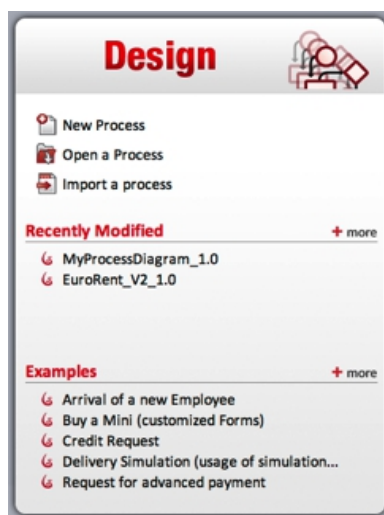 Design
New Process
Open a Process
Import a process
Recently Modified + more
MyProcessDiagram_1.0
EuroRent_V2_1.0
Examples + more
Arrival of a new Employee
Buy a Mini (customized Forms)
Credit Request
Delivery Simulation (usage of simulation...
Request for advanced payment